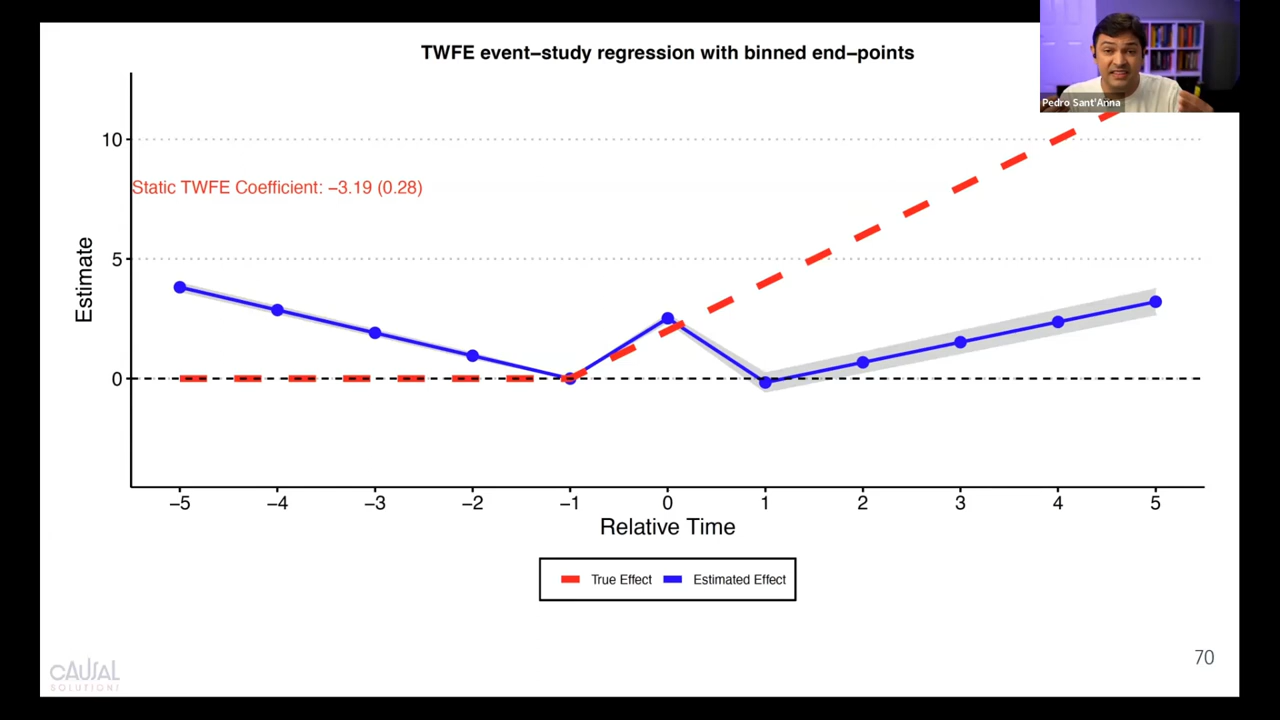 TWFE event–study regression with binned end–points
Pedro Sant'Anna
10
Static TWFE Coefficient: −3.19 (0.28)
5
0
Estimate
−5 −4 −3 −2 −1 0 1 2 3 4 5
Relative Time
True Effect Estimated Effect
70
CAUSAL
SOLUTIONS